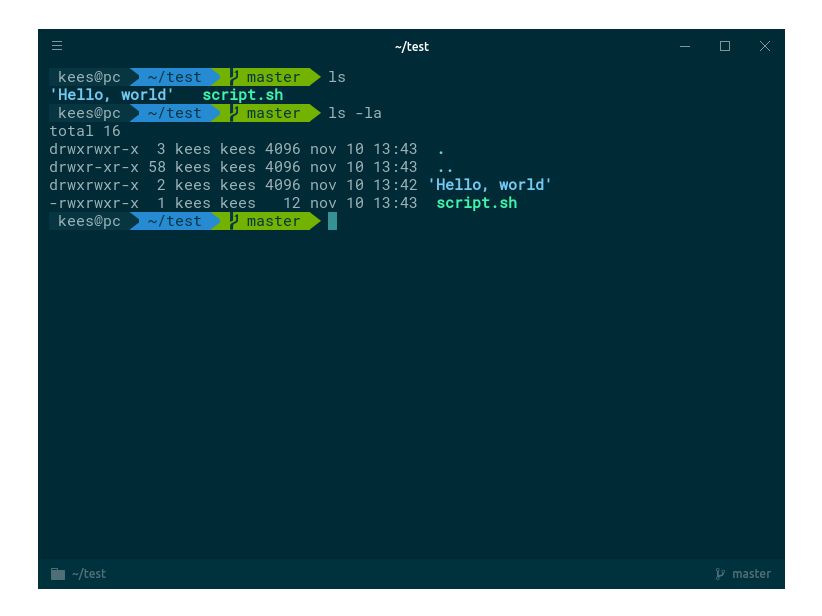 ~/test
kees@pc ~/test master ls
'Hello, world' script.sh
kees@pc ~/test master ls -la
total 16
drwxrwxr-x 3 kees kees 4096 nov 10 13:43 .
drwxr-xr-x 58 kees kees 4096 nov 10 13:43 ..
drwxrwxr-x 2 kees kees 4096 nov 10 13:42 'Hello, world'
-rwxrwxr-x 1 kees kees 12 nov 10 13:43 script.sh
kees@pc ~/test master
~/test master